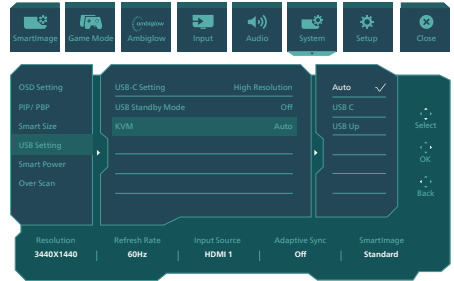 SmartImage Game Mode Ambiglow Input Audio System Setup Close
ambiglow
OSD Setting USB-C Setting High Resolution Auto
PIP/ PBP USB Standby Mode Off USB C
Smart Size KVM Auto USB Up Select
USB Setting
OK
Smart Power
Over Scan
Back
Resolution Refresh Rate Input Source Adaptive Sync SmartImage
3440X1440 | 60Hz | HDMI 1 | Off | Standard